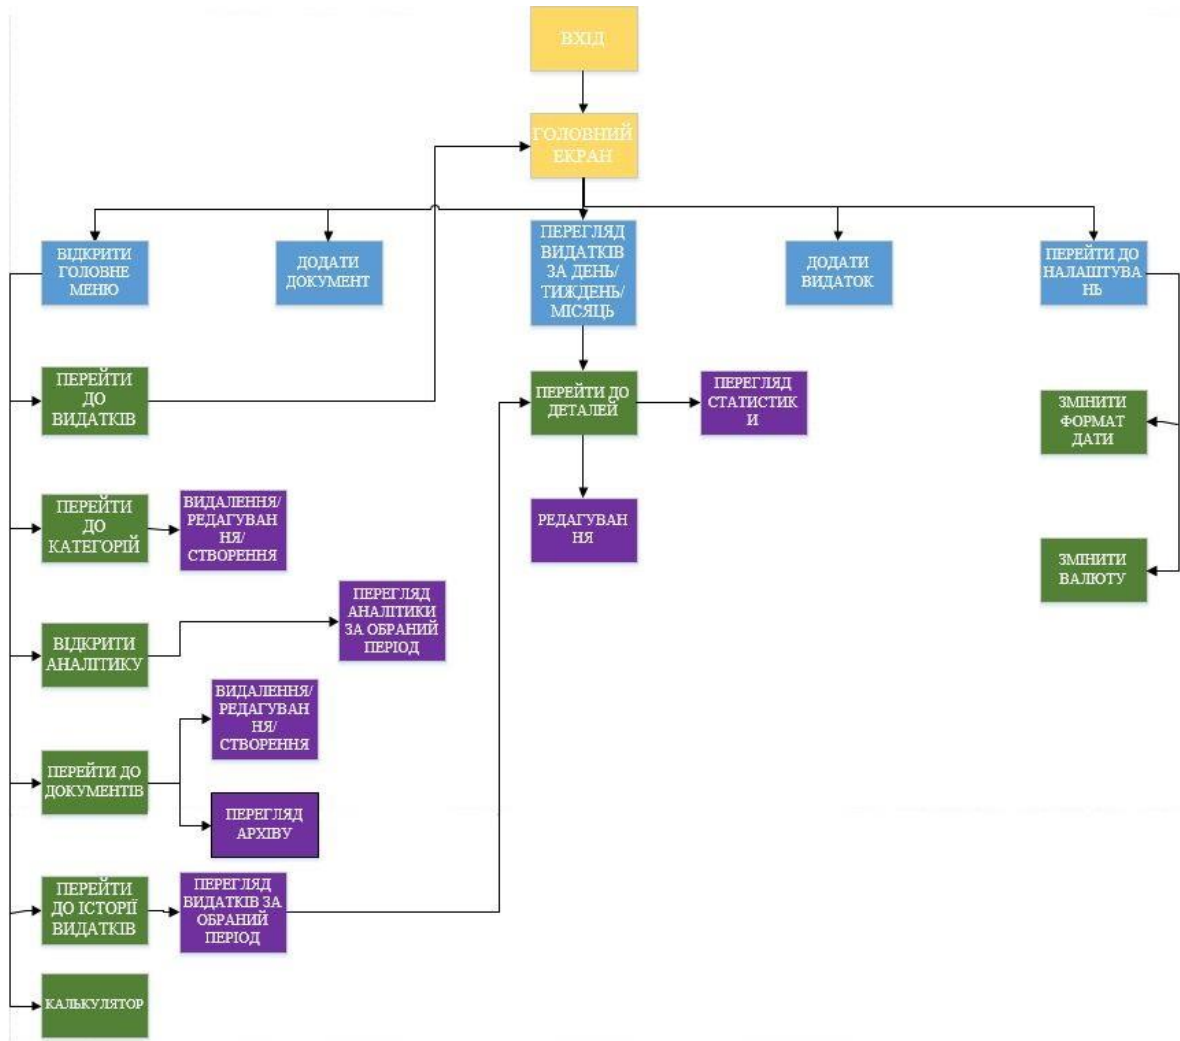 ВХІД
ГОЛОВНИЙ
ЕКРАН
ВІДКРИТИ
ГОЛОВНЕ
МЕНЮ
ДОДАТИ
ДОКУМЕНТ
ПЕРЕГЛЯД
ВИДАТКІВ
ЗА ДЕНЬ/
ТИЖДЕНЬ/
МІСЯЦЬ
ДОДАТИ
ВИДАТОК
ПЕРЕЙТИ ДО
НАЛАШТУВА
НЬ
ПЕРЕЙТИ
ДО
ВИДАТКІВ
ПЕРЕЙТИ ДО
ДЕТАЛЕЙ
ПЕРЕГЛЯД
СТАТИСТИК
И
ЗМІНИТИ
ФОРМАТ
ДАТИ
ПЕРЕЙТИ
ДО
КАТЕГОРІЙ
ВИДАЛЕННЯ/
РЕДАГУВАН
НЯ/
СТВОРЕННЯ
РЕДАГУВАН
НЯ
ЗМІНИТИ
ВАЛЮТУ
ВІДКРИТИ
АНАЛІТИКУ
ПЕРЕГЛЯД
АНАЛІТИКИ
ЗА ОБРАНИЙ
ПЕРІОД
ПЕРЕЙТИ ДО
ДОКУМЕНТІВ
ВИДАЛЕННЯ/
РЕДАГУВАН
НЯ/
СТВОРЕННЯ
ПЕРЕГЛЯД
АРХІВУ
ПЕРЕЙТИ
ДО ІСТОРІЇ
ВИДАТКІВ
ПЕРЕГЛЯД
ВИДАТКІВ ЗА
ОБРАНИЙ
ПЕРІОД
КАЛЬКУЛЯТОР